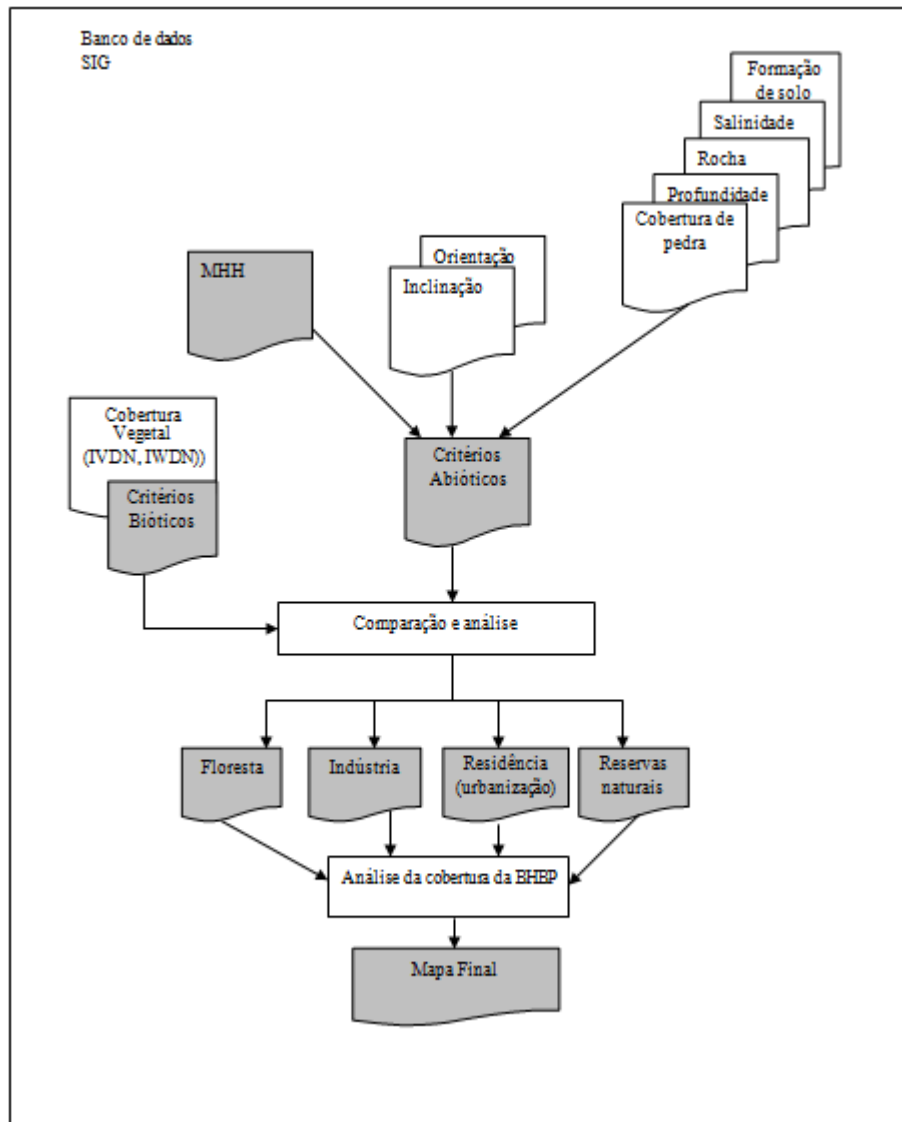 Banco de dados
SIG
Formação
de solo
Salinidade
Rocha
Profundidade
Cobertura de
pedra
Orientação
Inclinação
MHH
Cobertura
Vegetal
(IVDN, IWDN))
Critérios
Bióticos
Critérios
Abióticos
Comparação e análise
Floresta
Indústria
Residência
(urbanização)
Reservas
naturais
Análise da cobertura da BHBP
Mapa Final